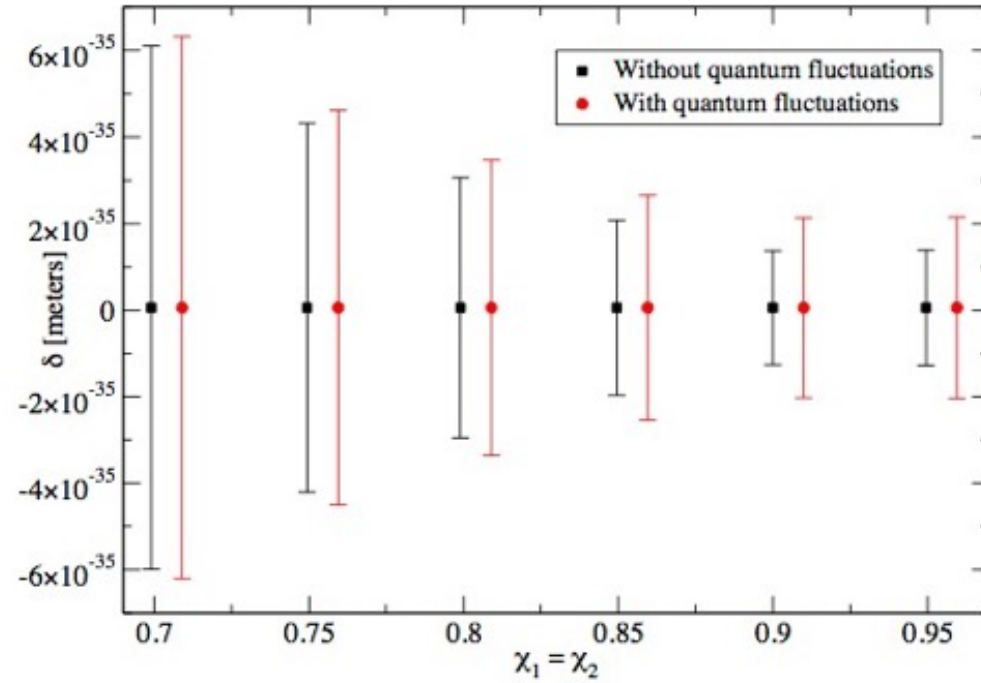 6×10⁻³⁵
4×10⁻³⁵
2×10⁻³⁵
0
-2×10⁻³⁵
-4×10⁻³⁵
-6×10⁻³⁵
δ [meters]
Without quantum fluctuations
With quantum fluctuations
0.7 0.75 0.8 0.85 0.9 0.95
χ₁ = χ₂